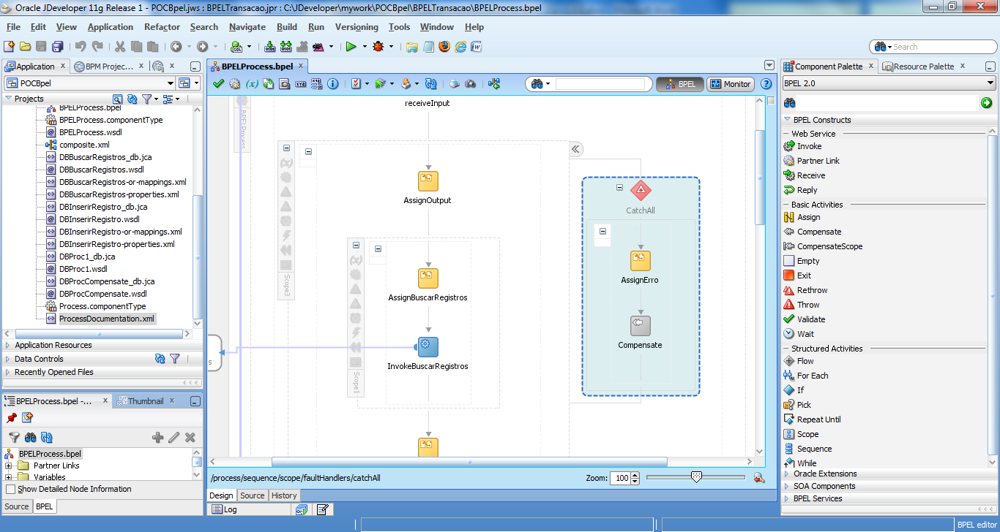 Oracle JDeveloper 11g Release 1 - POCBpel.jws : BPELTransacao.jpr : C:\JDeveloper\mywork\POCBpel\BPELTransacao\BPELProcess.bpel
File Edit View Application Refactor Search Navigate Build Run Versioning Tools Window Help
Search
Application
BPM Projec...
POCBpel
Projects
BPELProcess.bpel
BPELProcess.componentType
BPELProcess.wsdl
composite.xml
DBBuscarRegistros_db.jca
DBBuscarRegistros.wsdl
DBBuscarRegistros-or-mappings.xml
DBBuscarRegistros-properties.xml
DBInserirRegistro_db.jca
DBInserirRegistro.wsdl
DBInserirRegistro-or-mappings.xml
DBInserirRegistro-properties.xml
DBProc1_db.jca
DBProc1.wsdl
DBProcCompensate_db.jca
DBProcCompensate.wsdl
Process.componentType
ProcessDocumentation.xml
Application Resources
Data Controls
Recently Opened Files
BPELProcess.bpel -...
Thumbnail
BPELProcess.bpel
Partner Links
Variables
Show Detailed Node Information
Source BPEL
BPELProcess.bpel
BPEL
Monitor
BPELProcess
receiveInput
AssignOutput
Scope3
AssignBuscarRegistros
InvokeBuscarRegistros
Scope1
s
CatchAll
AssignErro
Compensate
/process/sequence/scope/faultHandlers/catchAll
Zoom: 100
Design Source History
Log
Component Palette
Resource Palette
BPEL 2.0
BPEL Constructs
Web Service
Invoke
Partner Link
Receive
Reply
Basic Activities
Assign
Compensate
CompensateScope
Empty
Exit
Rethrow
Throw
Validate
Wait
Structured Activities
Flow
For Each
If
Pick
Repeat Until
Scope
Sequence
While
Oracle Extensions
SOA Components
BPEL Services
BPEL editor